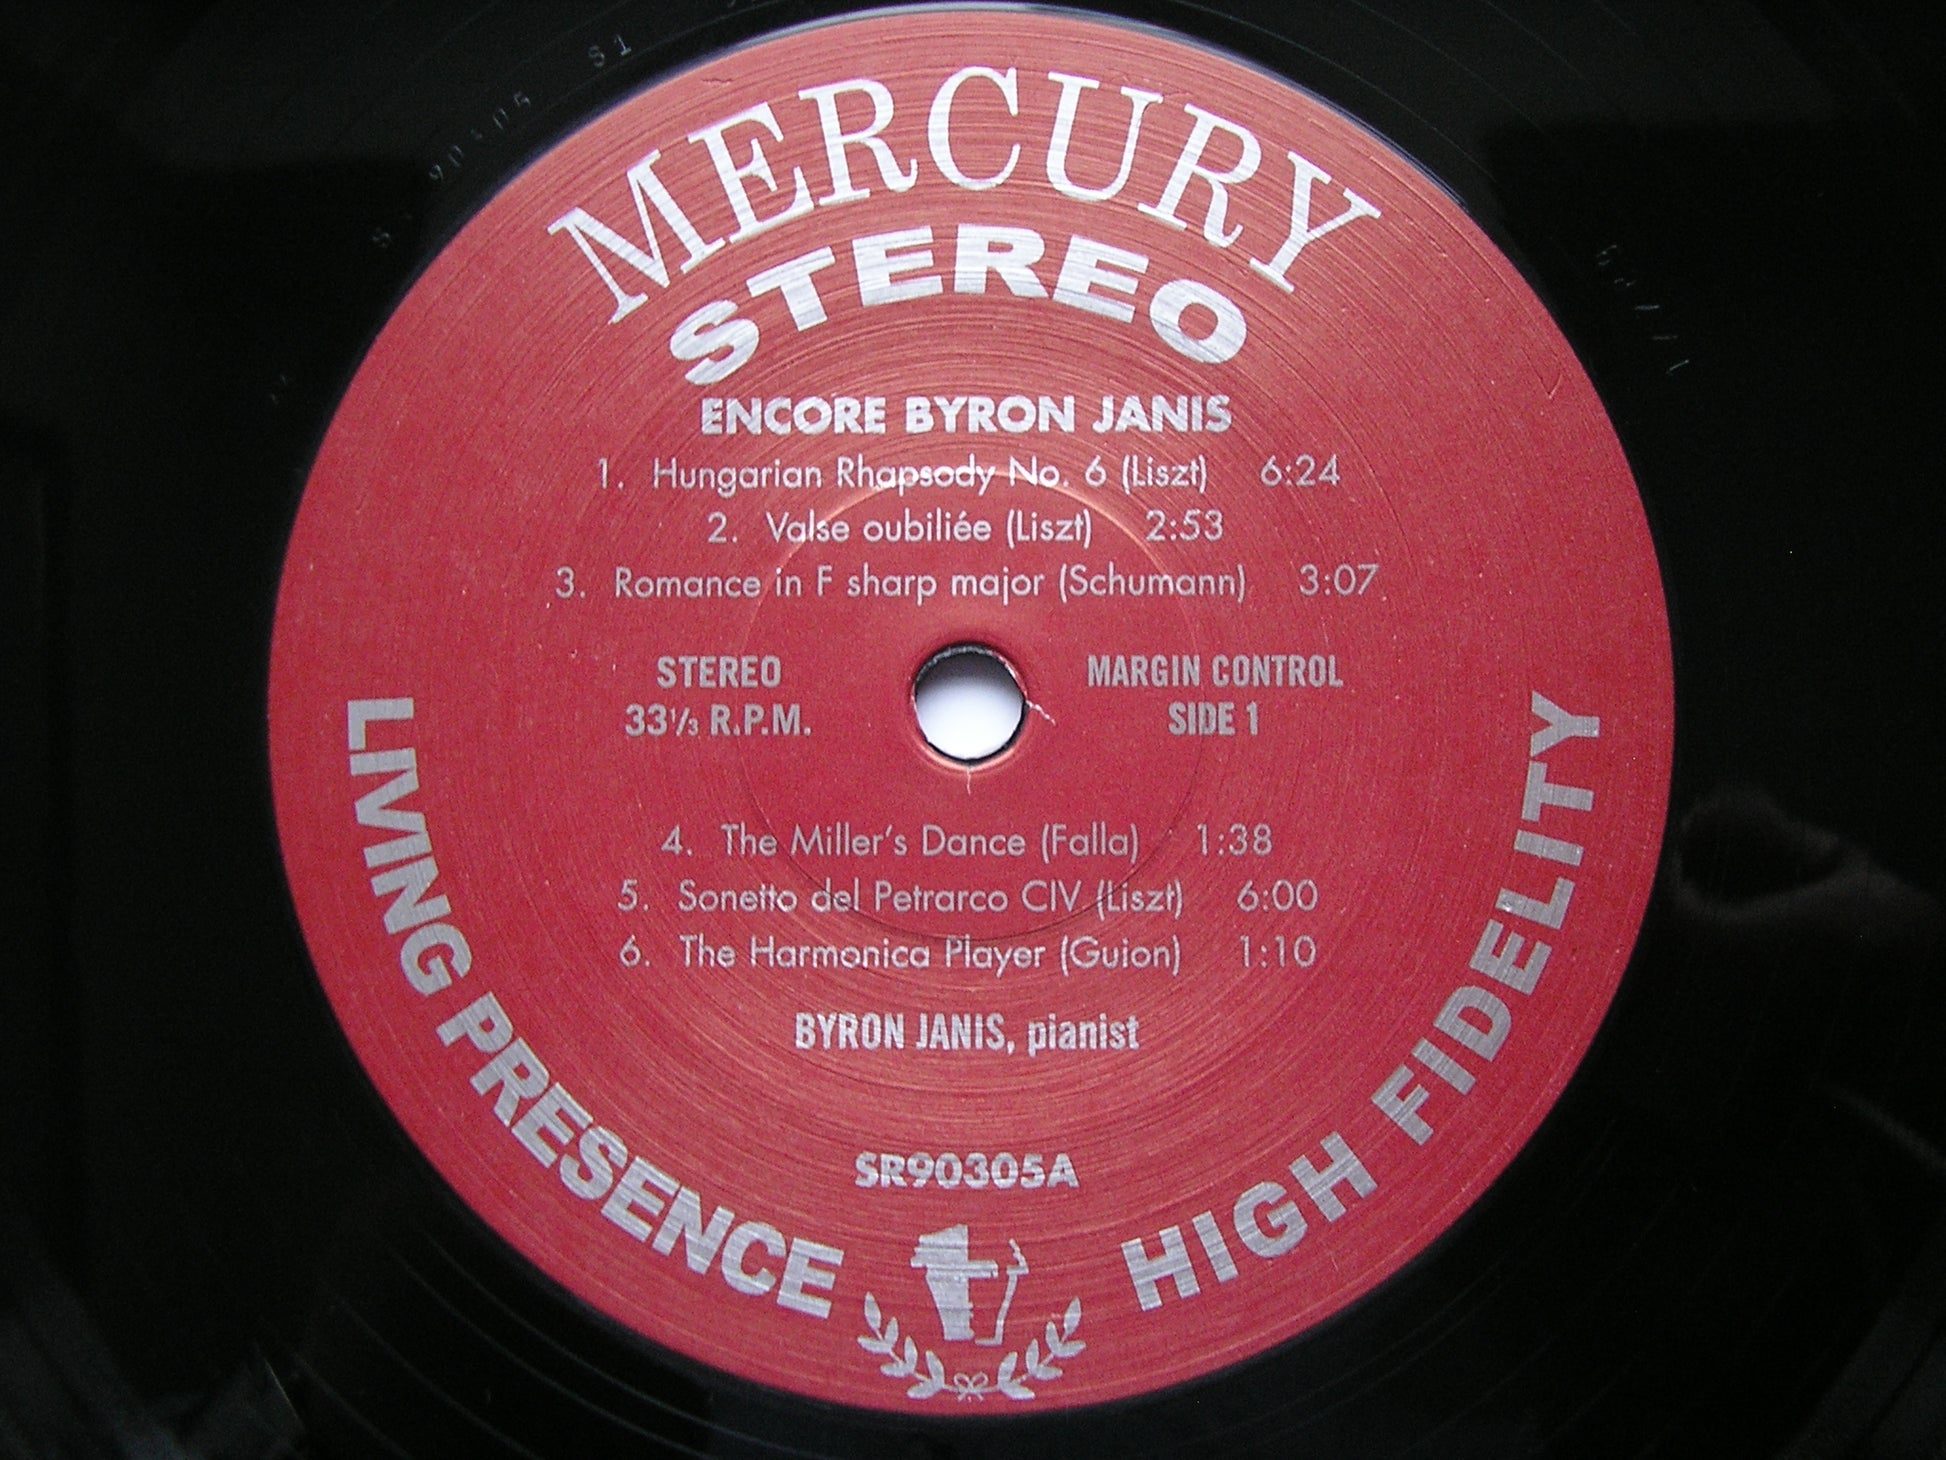 S 90305 S1
MERCURY
STEREO
ENCORE BYRON JANIS
1. Hungarian Rhapsody No. 6 (Liszt) 6:24
2. Valse oubiliée (Liszt) 2:53
3. Romance in F sharp major (Schumann) 3:07
STEREO
33⅓ R.P.M.
MARGIN CONTROL
SIDE 1
4. The Miller's Dance (Falla) 1:38
5. Sonetto del Petrarco CIV (Liszt) 6:00
6. The Harmonica Player (Guion) 1:10
BYRON JANIS, pianist
SR90305A
LIVING PRESENCE
HIGH FIDELITY